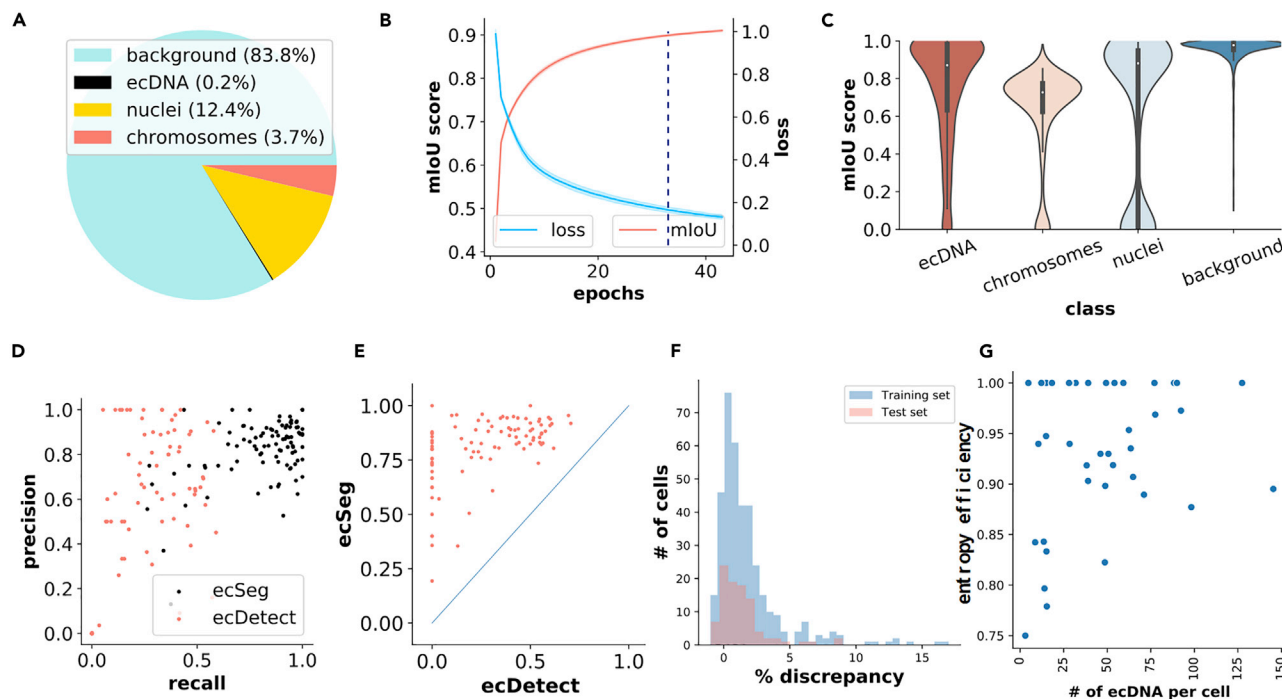 A
background (83.8%)
ecDNA (0.2%)
nuclei (12.4%)
chromosomes (3.7%)
B
mIoU score
0.9
0.8
0.7
0.6
0.5
0.4
0 20 40
epochs
1.0
0.8
0.6
0.4
0.2
0.0
loss
loss
mIoU
C
mIoU score
1.0
0.8
0.6
0.4
0.2
0.0
ecDNA
chromosomes
nuclei
background
class
D
precision
1.0
0.8
0.6
0.4
0.2
0.0
0.0 0.5 1.0
recall
ecSeg
ecDetect
E
ecSeg
1.00
0.75
0.50
0.25
0.00
0.0 0.5 1.0
ecDetect
F
# of cells
70
60
50
40
30
20
10
0
0 5 10 15
% discrepancy
Training set
Test set
G
entropy efficiency
1.00
0.95
0.90
0.85
0.80
0.75
0 25 50 75 100 125 150
# of ecDNA per cell